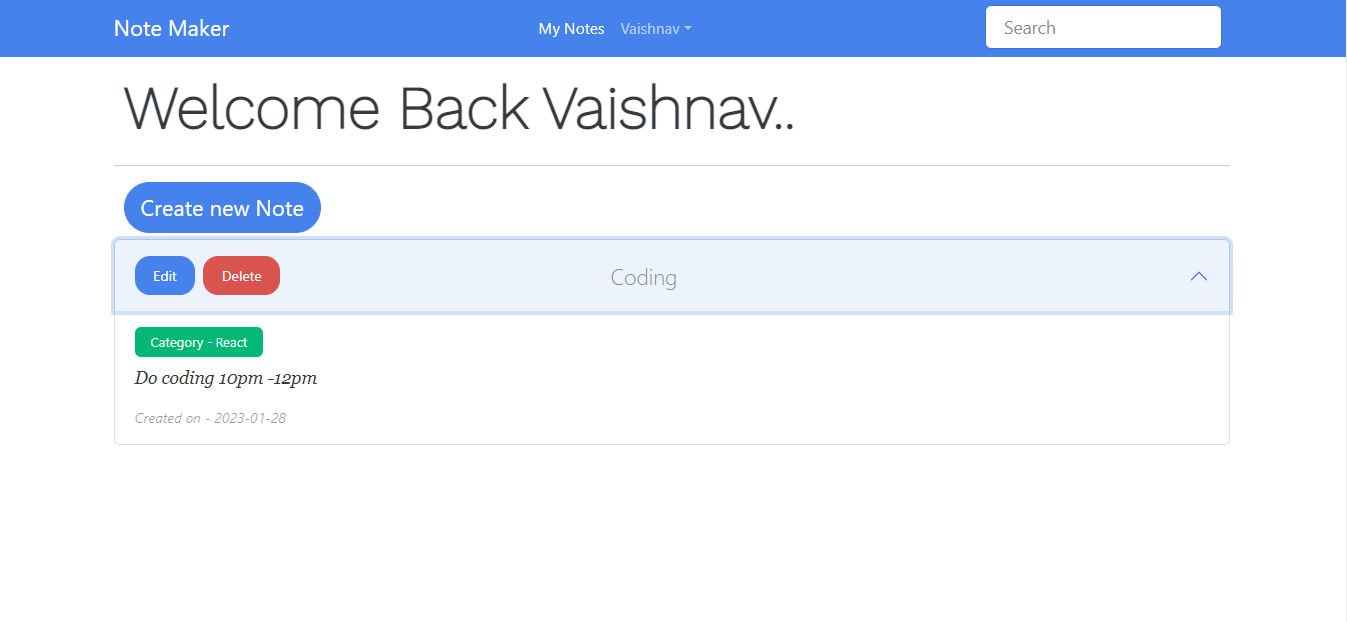 Note Maker My Notes Vaishnav Search
Welcome Back Vaishnav..
Create new Note
Edit Delete Coding
Category - React
Do coding 10pm -12pm
Created on - 2023-01-28